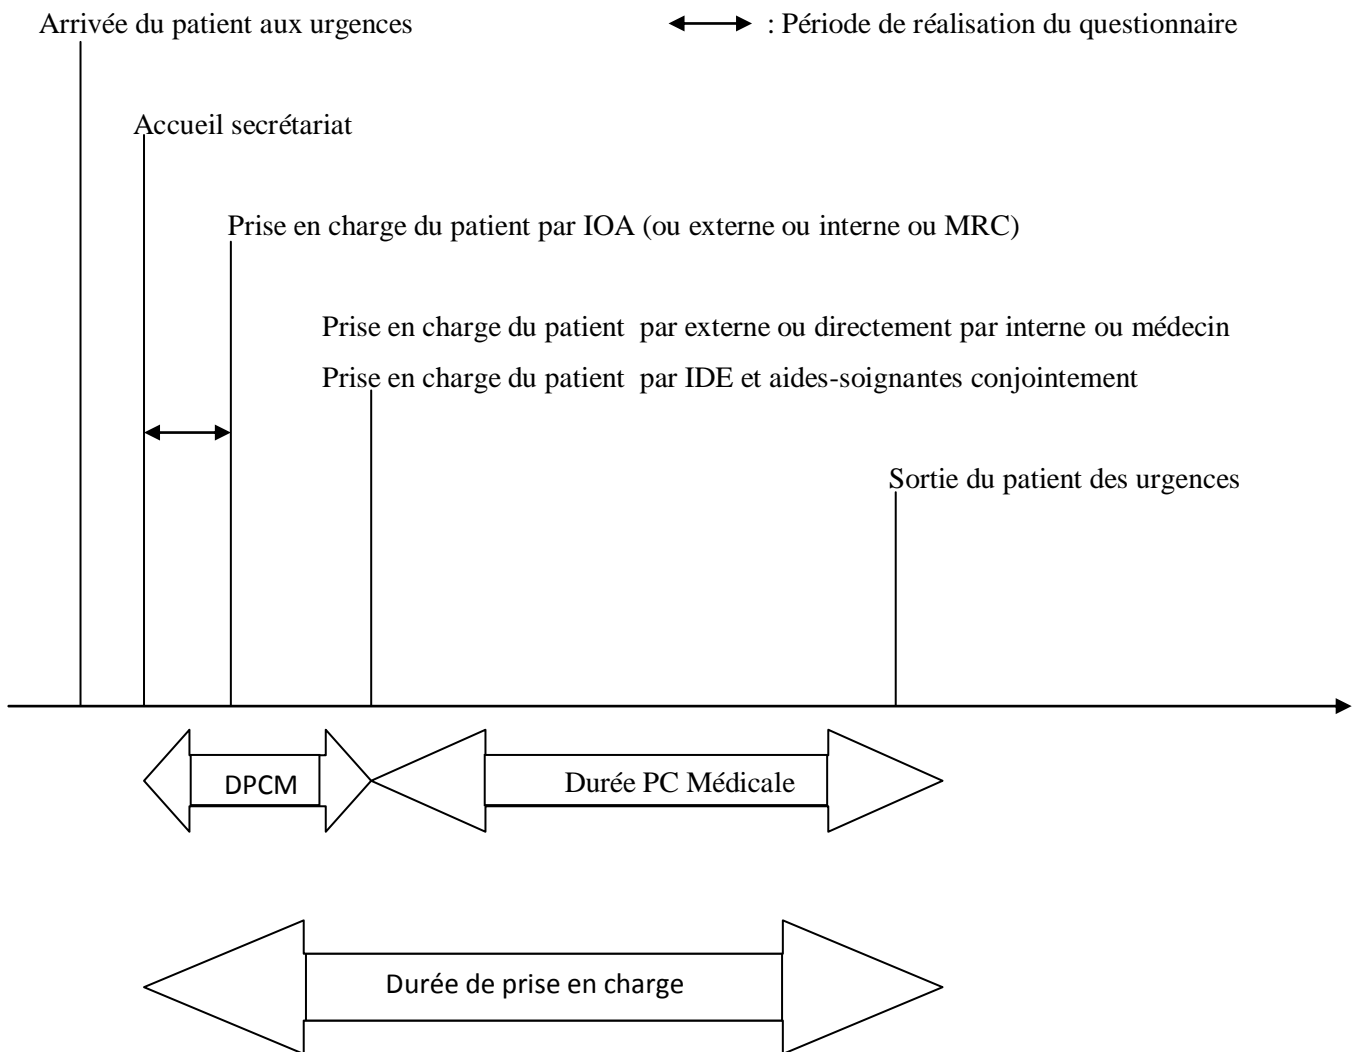 Arrivée du patient aux urgences
: Période de réalisation du questionnaire
Accueil secrétariat
Prise en charge du patient par IOA (ou externe ou interne ou MRC)
Prise en charge du patient par externe ou directement par interne ou médecin
Prise en charge du patient par IDE et aides-soignantes conjointement
Sortie du patient des urgences
DPCM
Durée PC Médicale
Durée de prise en charge